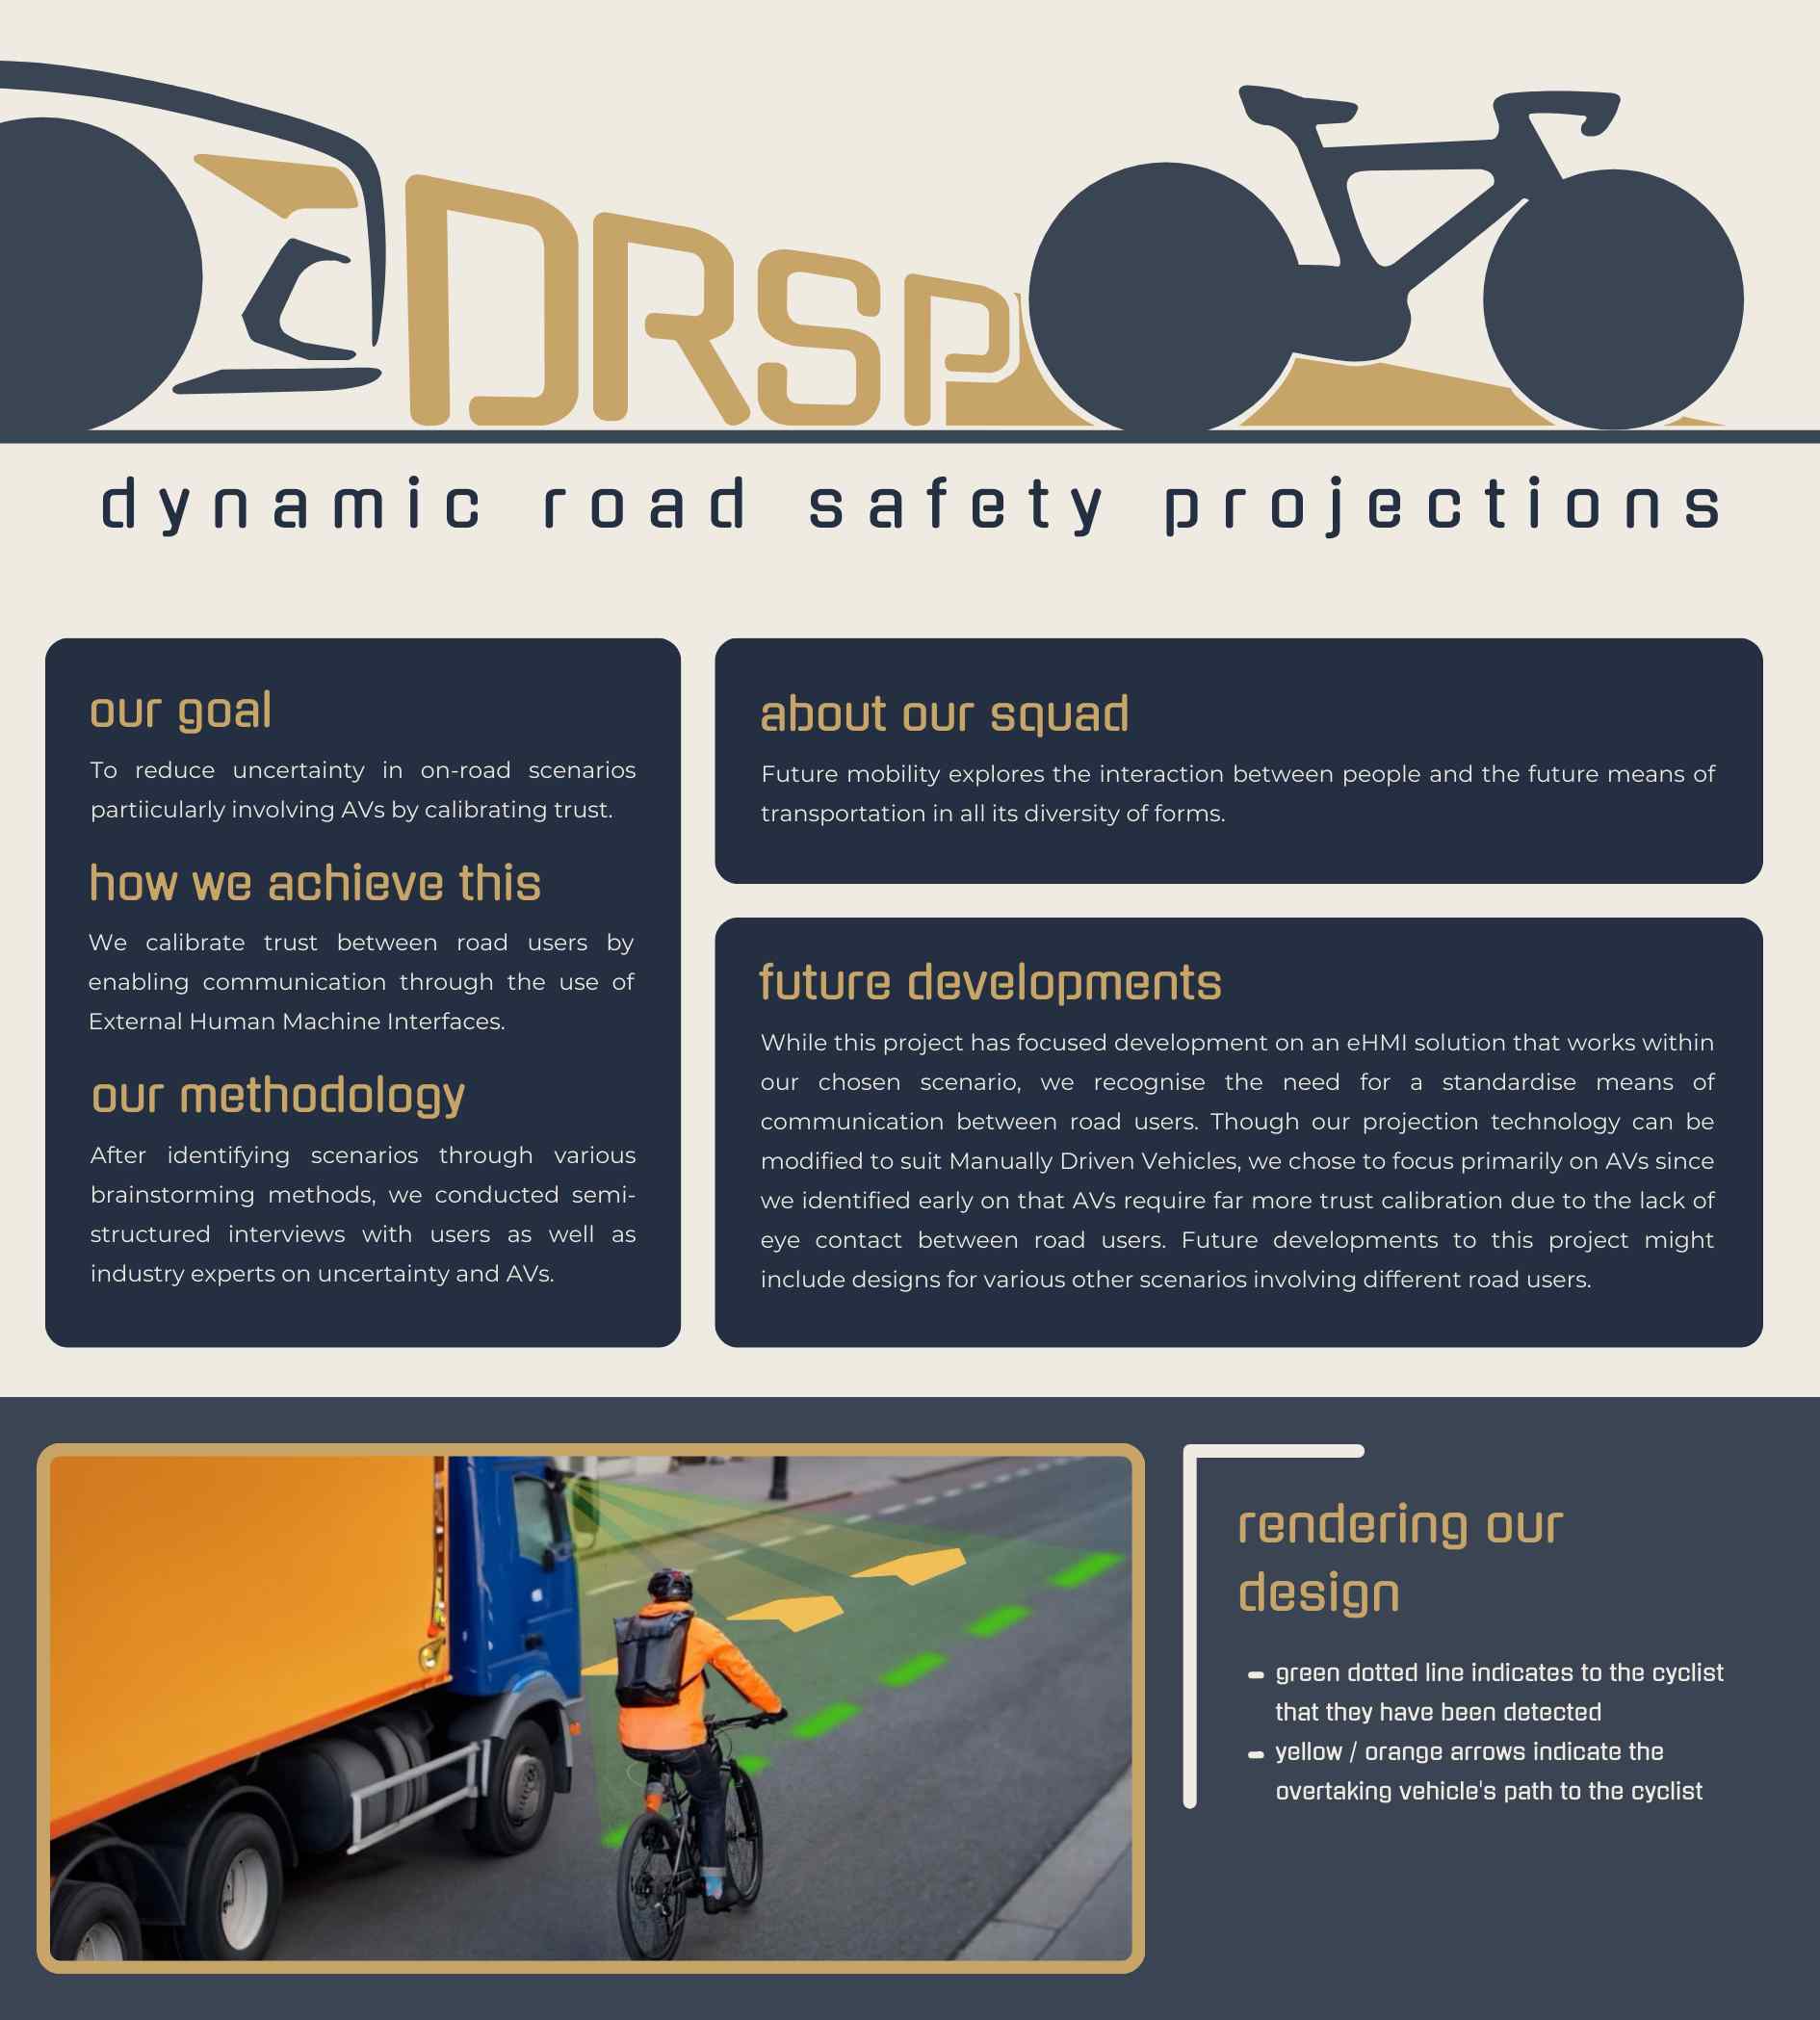 DRSP
dynamic road safety projections
our goal
To reduce uncertainty in on-road scenarios
partiicularly involving AVs by calibrating trust.
how we achieve this
We calibrate trust between road users by
enabling communication through the use of
External Human Machine Interfaces.
our methodology
After identifying scenarios through various
brainstorming methods, we conducted semi-
structured interviews with users as well as
industry experts on uncertainty and AVs.
about our squad
Future mobility explores the interaction between people and the future means of
transportation in all its diversity of forms.
future developments
While this project has focused development on an eHMI solution that works within
our chosen scenario, we recognise the need for a standardise means of
communication between road users. Though our projection technology can be
modified to suit Manually Driven Vehicles, we chose to focus primarily on AVs since
we identified early on that AVs require far more trust calibration due to the lack of
eye contact between road users. Future developments to this project might
include designs for various other scenarios involving different road users.
rendering our
design
- green dotted line indicates to the cyclist
that they have been detected
- yellow / orange arrows indicate the
overtaking vehicle's path to the cyclist